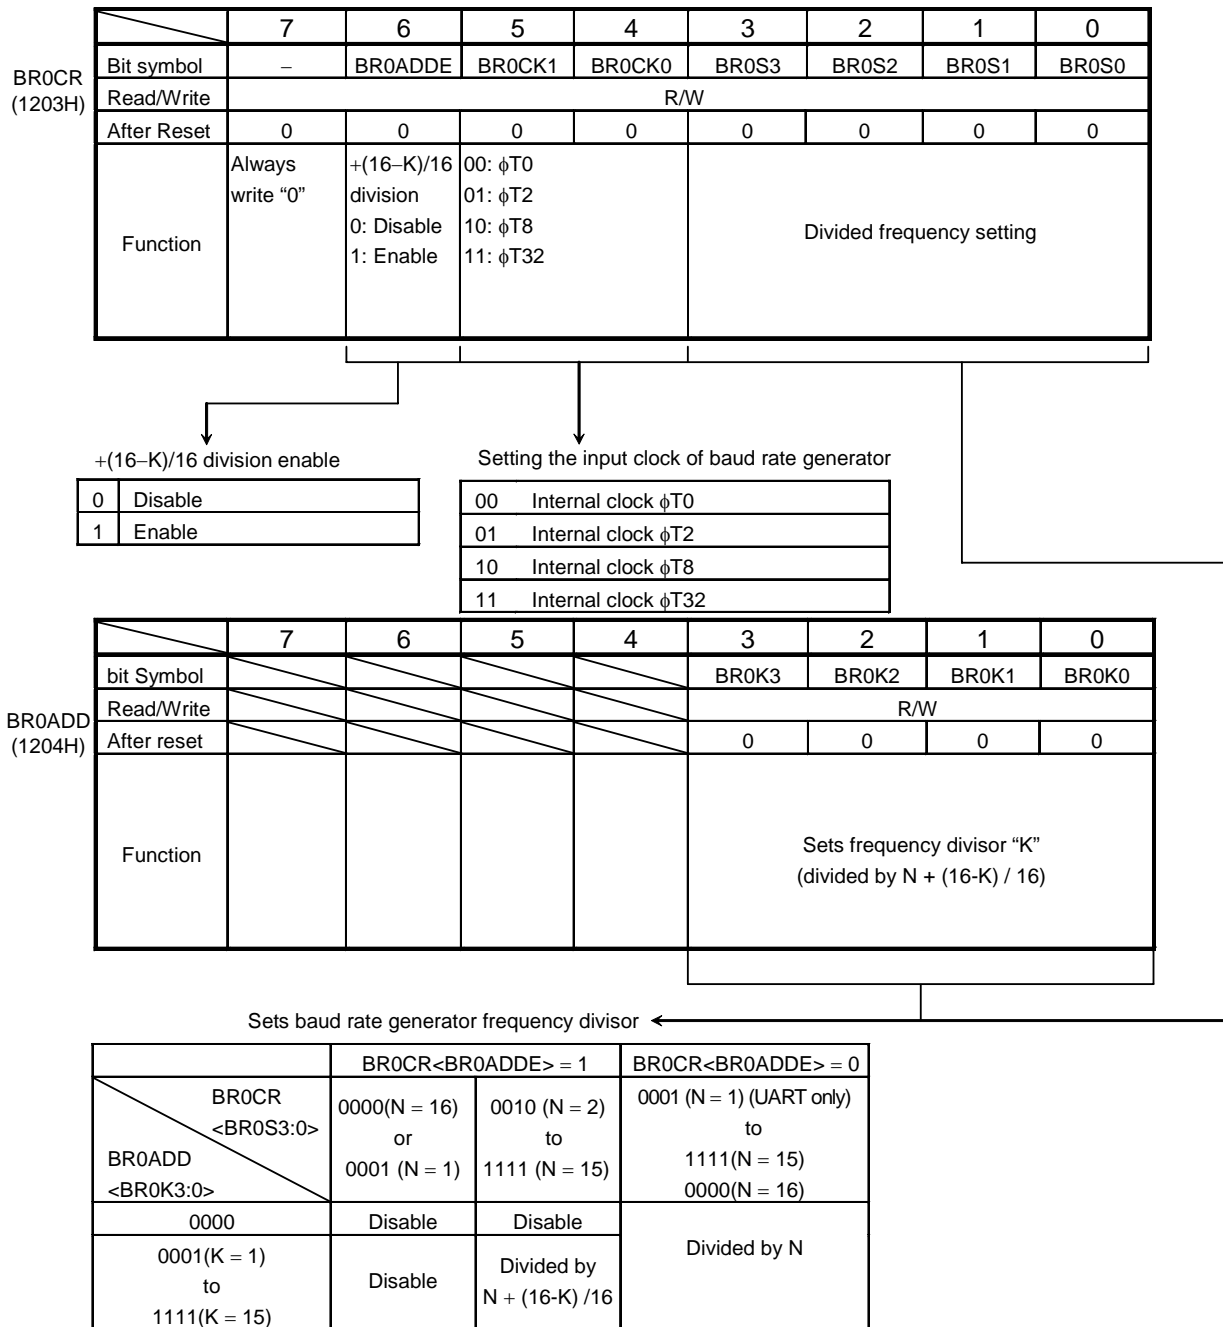 7 6 5 4 3 2 1 0
BR0CR
(1203H)
Bit symbol – BR0ADDE BR0CK1 BR0CK0 BR0S3 BR0S2 BR0S1 BR0S0
Read/Write R/W
After Reset 0 0 0 0 0 0 0 0
Function
Always
write “0”
+(16–K)/16
division
0: Disable
1: Enable
00: ϕT0
01: ϕT2
10: ϕT8
11: ϕT32
Divided frequency setting
+(16–K)/16 division enable
0 Disable
1 Enable
Setting the input clock of baud rate generator
00 Internal clock ϕT0
01 Internal clock ϕT2
10 Internal clock ϕT8
11 Internal clock ϕT32
7 6 5 4 3 2 1 0
BR0ADD
(1204H)
bit Symbol BR0K3 BR0K2 BR0K1 BR0K0
Read/Write R/W
After reset 0 0 0 0
Function
Sets frequency divisor “K”
(divided by N + (16-K) / 16)
Sets baud rate generator frequency divisor
BR0CR<BR0ADDE> = 1 BR0CR<BR0ADDE> = 0
BR0CR
<BR0S3:0>
BR0ADD
<BR0K3:0>
0000(N = 16)
or
0001 (N = 1)
0010 (N = 2)
to
1111 (N = 15)
0001 (N = 1) (UART only)
to
1111(N = 15)
0000(N = 16)
0000 Disable Disable
0001(K = 1)
to
1111(K = 15)
Disable
Divided by
N + (16-K) /16
Divided by N